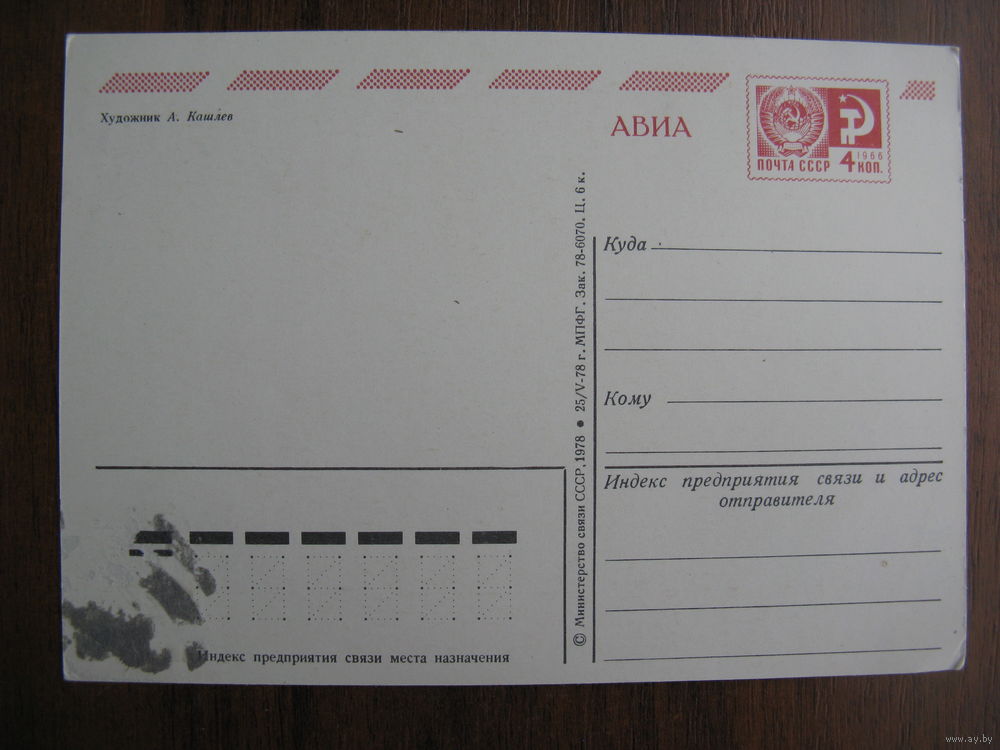 Художник А. Кашлев
АВИА
1966
ПОЧТА СССР 4 КОП.
Куда
Кому
Индекс предприятия связи и адрес
отправителя
© Министерство связи СССР, 1978 ● 25/V-78 г. МПФГ. Зак. 78-6070. Ц. 6 к.
Индекс предприятия связи места назначения
www.ay.by